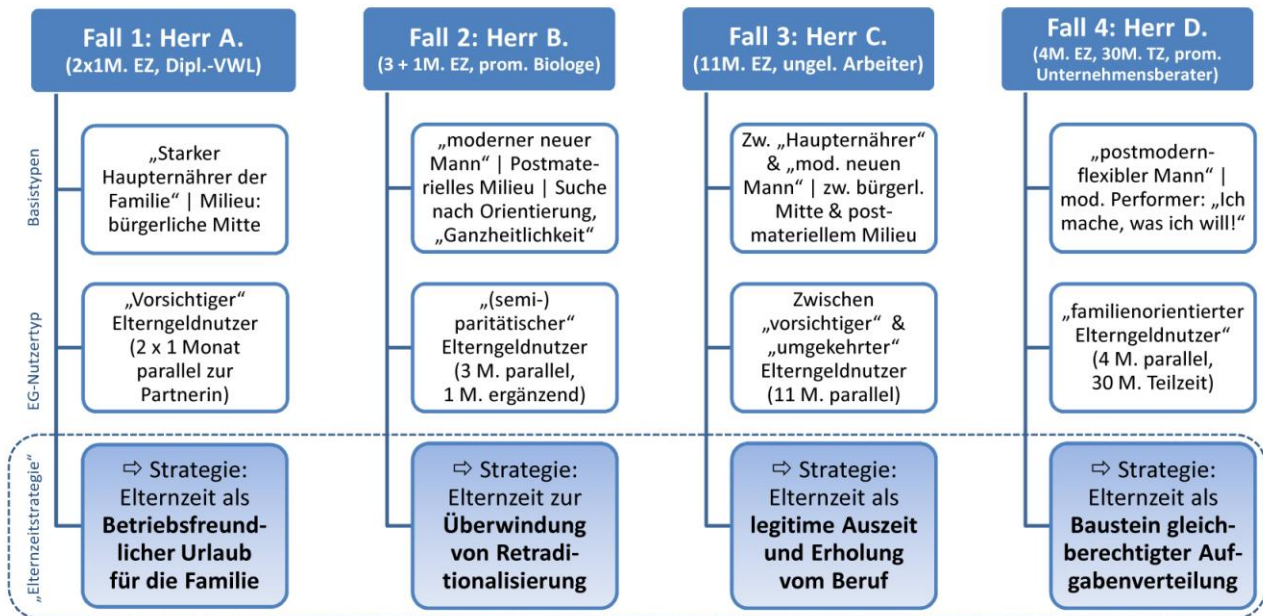 Fall 1: Herr A.
(2x1M. EZ, Dipl.-VWL)
Fall 2: Herr B.
(3 + 1M. EZ, prom. Biologe)
Fall 3: Herr C.
(11M. EZ, ungel. Arbeiter)
Fall 4: Herr D.
(4M. EZ, 30M. TZ, prom.
Unternehmensberater)
Basistypen
„Starker
Haupternährer der
Familie“ | Milieu:
bürgerliche Mitte
„moderner neuer
Mann“ | Postmate-
rielles Milieu | Suche
nach Orientierung,
„Ganzheitlichkeit“
Zw. „Haupternährer“
& „mod. neuen
Mann“ | zw. bürgerl.
Mitte & post-
materiellem Milieu
„postmodern-
flexibler Mann“ |
mod. Performer: „Ich
mache, was ich will!“
EG-Nutzertyp
„Vorsichtiger“
Elterngeldnutzer
(2 x 1 Monat
parallel zur
Partnerin)
„(semi-)
paritätischer“
Elterngeldnutzer
(3 M. parallel,
1 M. ergänzend)
Zwischen
„vorsichtiger“ &
„umgekehrter“
Elterngeldnutzer
(11 M. parallel)
„familienorientierter
Elterngeldnutzer“
(4 M. parallel,
30 M. Teilzeit)
„Elternzeitstrategie“
⇨ Strategie:
Elternzeit als
Betriebsfreund-
licher Urlaub
für die Familie
⇨ Strategie:
Elternzeit zur
Überwindung
von Retradi-
tionalisierung
⇨ Strategie:
Elternzeit als
legitime Auszeit
und Erholung
vom Beruf
⇨ Strategie:
Elternzeit als
Baustein gleich-
berechtigter Auf-
gabenverteilung